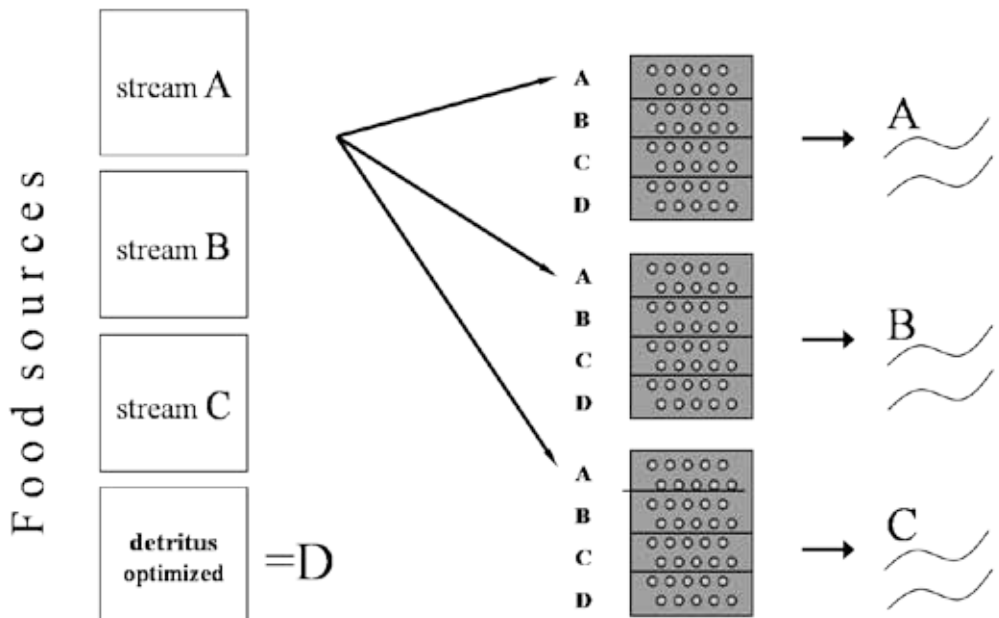 Food sources
stream A
stream B
stream C
detritus
optimized
=D
A
B
C
D
A
A
B
C
D
B
A
B
C
D
C